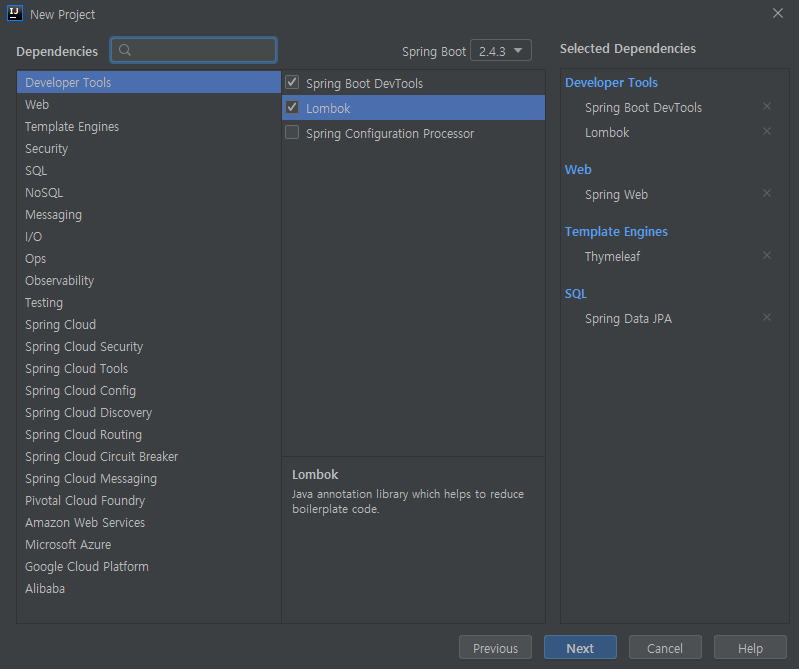 New Project
Dependencies
Spring Boot 2.4.3
Selected Dependencies
Developer Tools
Web
Template Engines
Security
SQL
NoSQL
Messaging
I/O
Ops
Observability
Testing
Spring Cloud
Spring Cloud Security
Spring Cloud Tools
Spring Cloud Config
Spring Cloud Discovery
Spring Cloud Routing
Spring Cloud Circuit Breaker
Spring Cloud Messaging
Pivotal Cloud Foundry
Amazon Web Services
Microsoft Azure
Google Cloud Platform
Alibaba
Spring Boot DevTools
Lombok
Spring Configuration Processor
Lombok
Java annotation library which helps to reduce
boilerplate code.
Developer Tools
Spring Boot DevTools
Lombok
Web
Spring Web
Template Engines
Thymeleaf
SQL
Spring Data JPA
Previous
Next
Cancel
Help